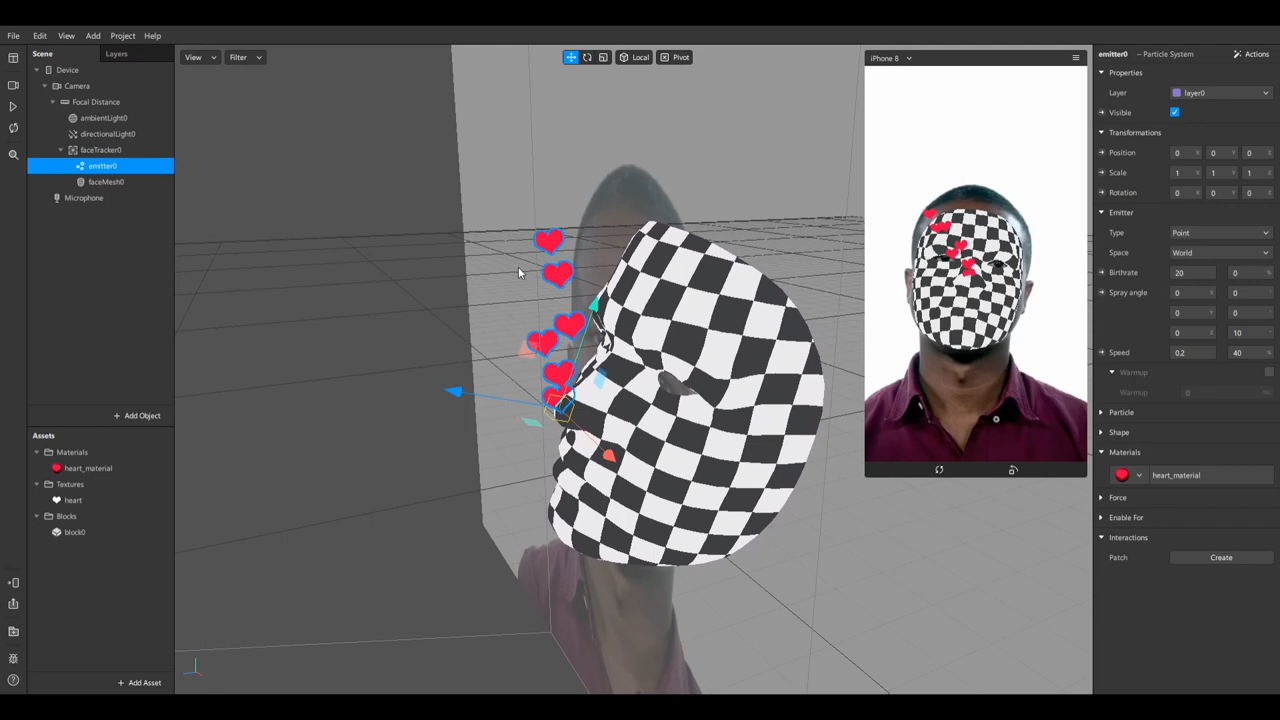 File Edit View Add Project Help
Scene Layers
Device
Camera
Focal Distance
ambientLight0
directionalLight0
faceTracker0
emitter0
faceMesh0
Microphone
Add Object
Assets
Materials
heart_material
Textures
heart
Blocks
block0
Add Asset
View Filter
Local Pivot
iPhone 8
emitter0 – Particle System Actions
Properties
Layer layer0
Visible
Transformations
Position 0 X 0 Y 0 Z
Scale 1 X 1 Y 1 Z
Rotation 0 X 0 Y 0 Z
Emitter
Type Point
Space World
Birthrate 20 0 %
Spray angle 0 0
0 0
0 10
Speed 0.2 40 %
Warmup
Warmup 0
Particle
Shape
Materials
heart_material
Force
Enable For
Interactions
Patch Create